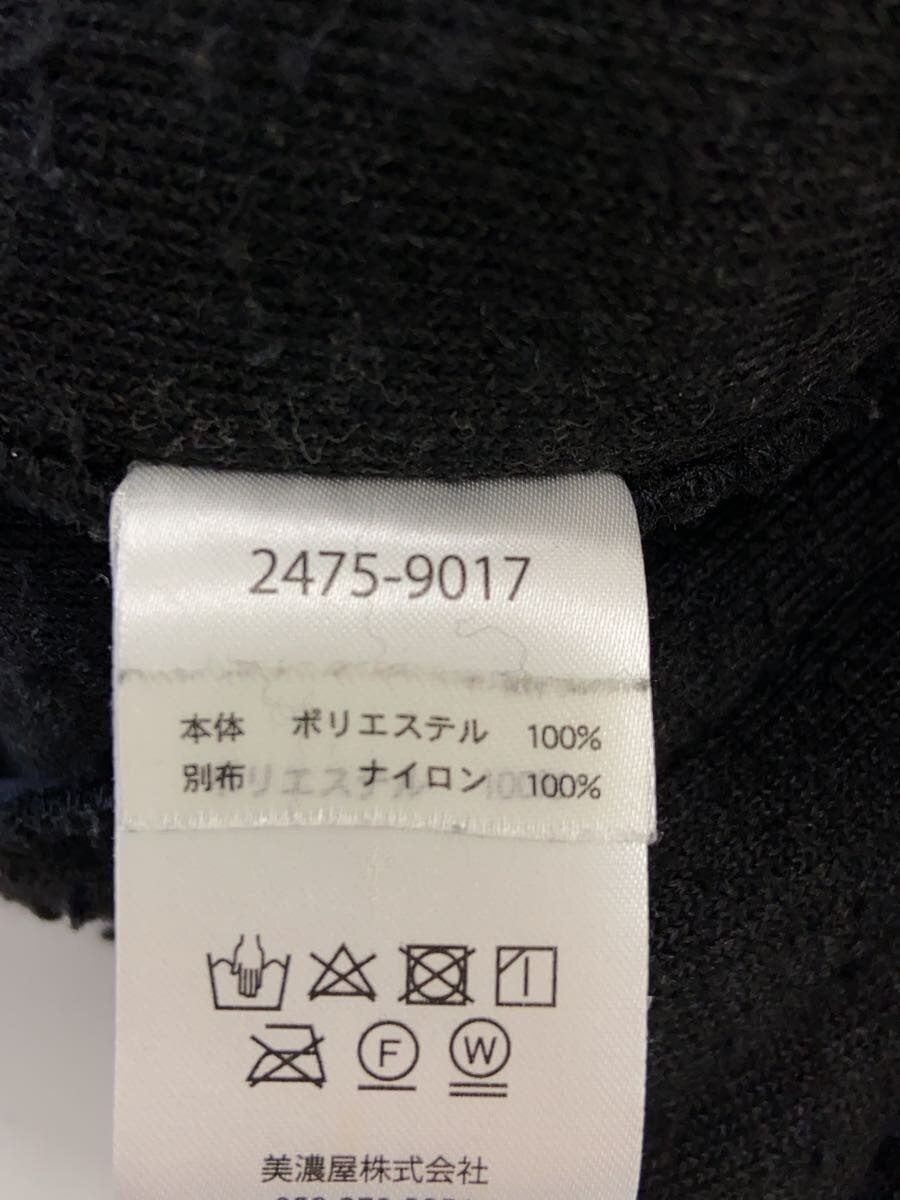 2475-9017
本体 ポリエステル 100%
別布 ナイロン 100%
F W
美濃屋株式会社